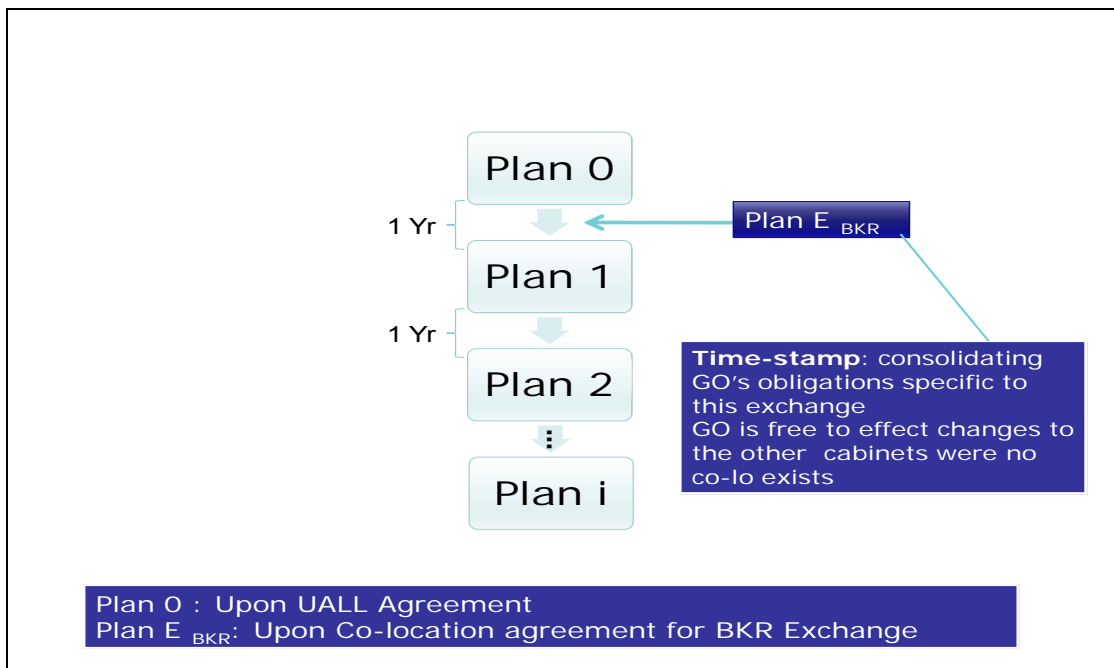 Plan 0
1 Yr
Plan E BKR
Plan 1
1 Yr
Time-stamp: consolidating
GO's obligations specific to
this exchange
GO is free to effect changes to
the other cabinets were no
co-lo exists
Plan 2
...
Plan i
Plan 0 : Upon UALL Agreement
Plan E BKR: Upon Co-location agreement for BKR Exchange